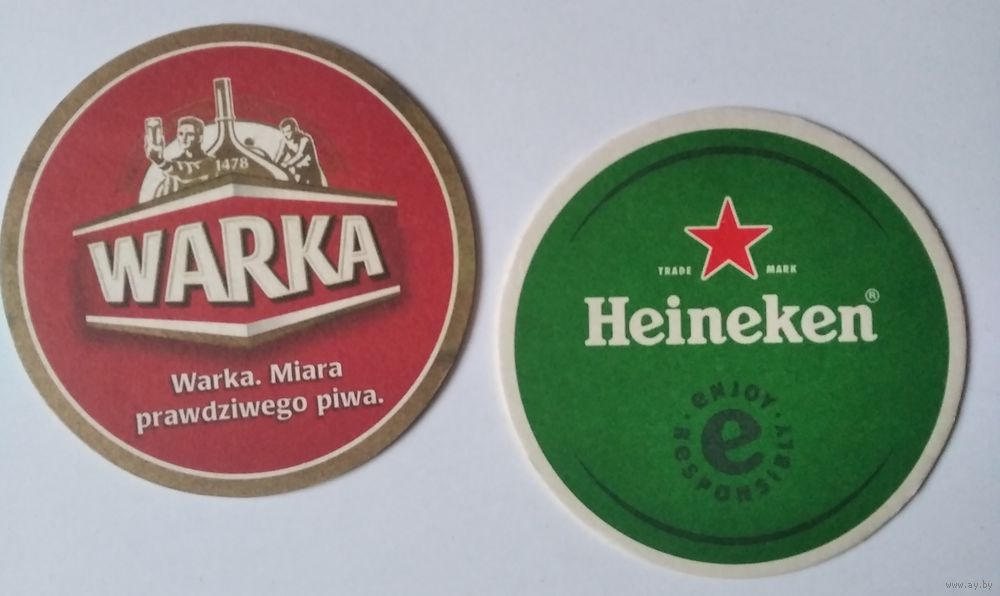 1478
WARKA
Warka. Miara
prawdziwego piwa.
TRADE MARK
Heineken®
eNJOY
e
ReSPONSIBLY
www.ay.by